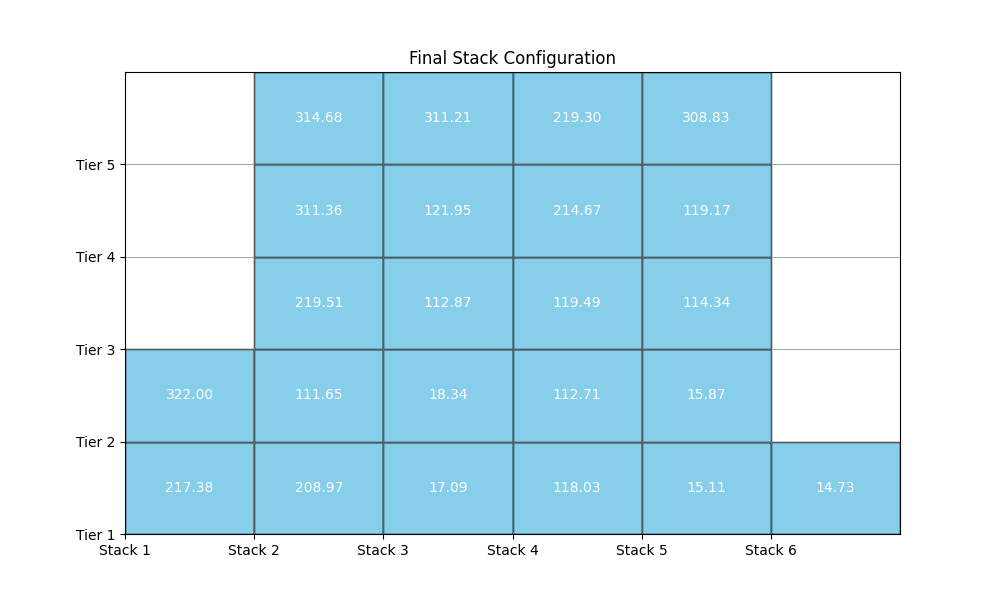 Final Stack Configuration
314.68 311.21 219.30 308.83
Tier 5
311.36 121.95 214.67 119.17
Tier 4
219.51 112.87 119.49 114.34
Tier 3
322.00 111.65 18.34 112.71 15.87
Tier 2
217.38 208.97 17.09 118.03 15.11 14.73
Tier 1
Stack 1 Stack 2 Stack 3 Stack 4 Stack 5 Stack 6